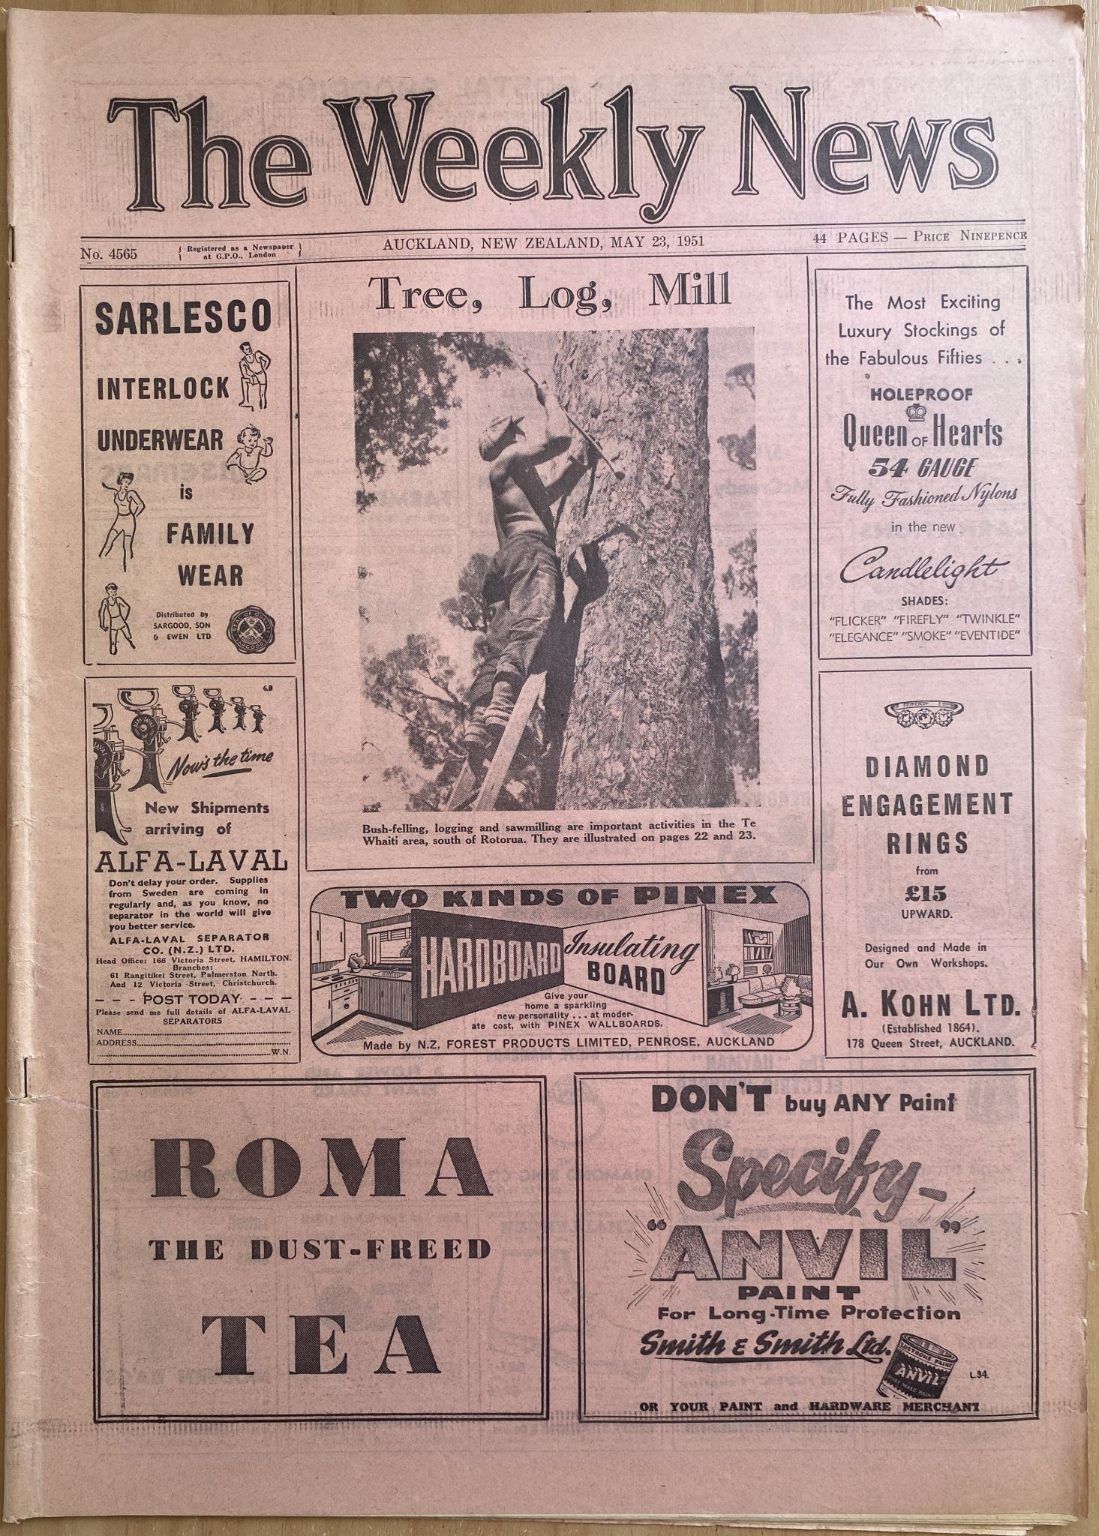 The Weekly News
No. 4565
Registered as a Newspaper
at G.P.O., London
AUCKLAND, NEW ZEALAND, MAY 23, 1951
44 PAGES — PRICE NINEPENCE
SARLESCO
INTERLOCK
UNDERWEAR
is
FAMILY
WEAR
Distributed by
SARGOOD, SON
& EWEN LTD
G.B
Now's the time
New Shipments
arriving of
ALFA-LAVAL
Don't delay your order. Supplies
from Sweden are coming in
regularly and, as you know, no
separator in the world will give
you better service.
ALFA-LAVAL SEPARATOR
CO. (N.Z.) LTD.
Head Office: 166 Victoria Street, HAMILTON.
Branches:
61 Rangitikei Street, Palmerston North.
And 12 Victoria Street, Christchurch.
- - - POST TODAY - - -
Please send me full details of ALFA-LAVAL
SEPARATORS
NAME
ADDRESS
W.N.
Tree, Log, Mill
Bush-felling, logging and sawmilling are important activities in the Te
Whaiti area, south of Rotorua. They are illustrated on pages 22 and 23.
TWO KINDS OF PINEX
HARDBOARD
Insulating
BOARD
Give your
home a sparkling
new personality . . . at moder-
ate cost, with PINEX WALLBOARDS.
Made by N.Z. FOREST PRODUCTS LIMITED, PENROSE, AUCKLAND
The Most Exciting
Luxury Stockings of
the Fabulous Fifties . . .
HOLEPROOF
Queen OF Hearts
54 GAUGE
Fully Fashioned Nylons
in the new
Candlelight
SHADES:
"FLICKER" "FIREFLY" "TWINKLE"
"ELEGANCE" "SMOKE" "EVENTIDE"
DIAMOND
ENGAGEMENT
RINGS
from
£15
UPWARD.
Designed and Made in
Our Own Workshops.
A. KOHN LTD.
(Established 1864).
178 Queen Street, AUCKLAND.
ROMA
THE DUST-FREED
TEA
DON'T buy ANY Paint
Specify-
"ANVIL"
PAINT
For Long-Time Protection
Smith & Smith Ltd.
ANVIL
L.34.
OR YOUR PAINT and HARDWARE MERCHANT